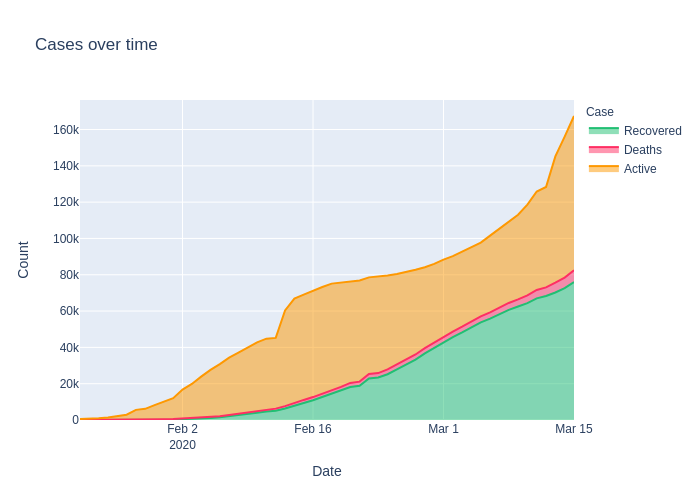 Cases over time
Case
Recovered
Deaths
Active
160k
140k
120k
100k
80k
60k
40k
20k
0
Count
Feb 2
2020
Feb 16
Mar 1
Mar 15
Date